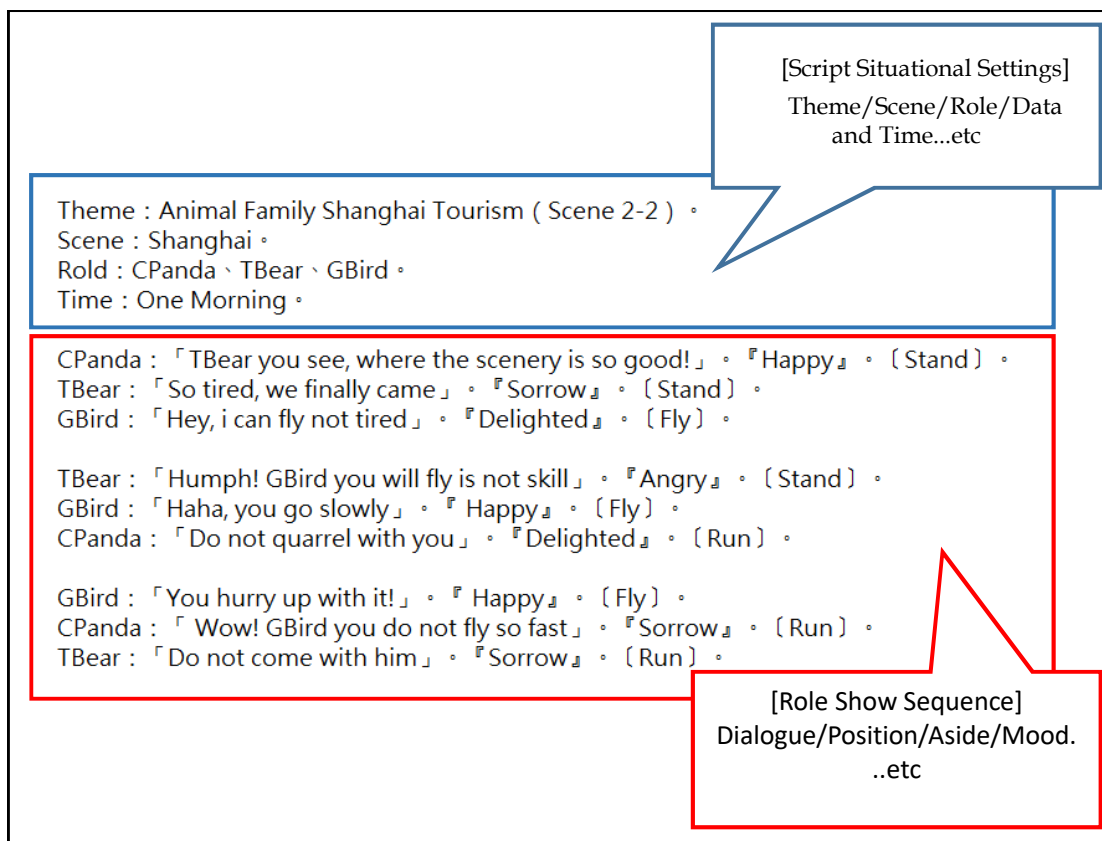 [Script Situational Settings]
Theme/Scene/Role/Data
and Time...etc
Theme：Animal Family Shanghai Tourism（Scene 2-2）。
Scene：Shanghai。
Rold：CPanda、TBear、GBird。
Time：One Morning。
CPanda：「TBear you see, where the scenery is so good!」。『Happy』。〔Stand〕。
TBear：「So tired, we finally came」。『Sorrow』。〔Stand〕。
GBird：「Hey, i can fly not tired」。『Delighted』。〔Fly〕。
TBear：「Humph! GBird you will fly is not skill」。『Angry』。〔Stand〕。
GBird：「Haha, you go slowly」。『 Happy』。〔Fly〕。
CPanda：「Do not quarrel with you」。『Delighted』。〔Run〕。
GBird：「You hurry up with it!」。『 Happy』。〔Fly〕。
CPanda：「 Wow! GBird you do not fly so fast」。『Sorrow』。〔Run〕。
TBear：「Do not come with him」。『Sorrow』。〔Run〕。
[Role Show Sequence]
Dialogue/Position/Aside/Mood.
..etc